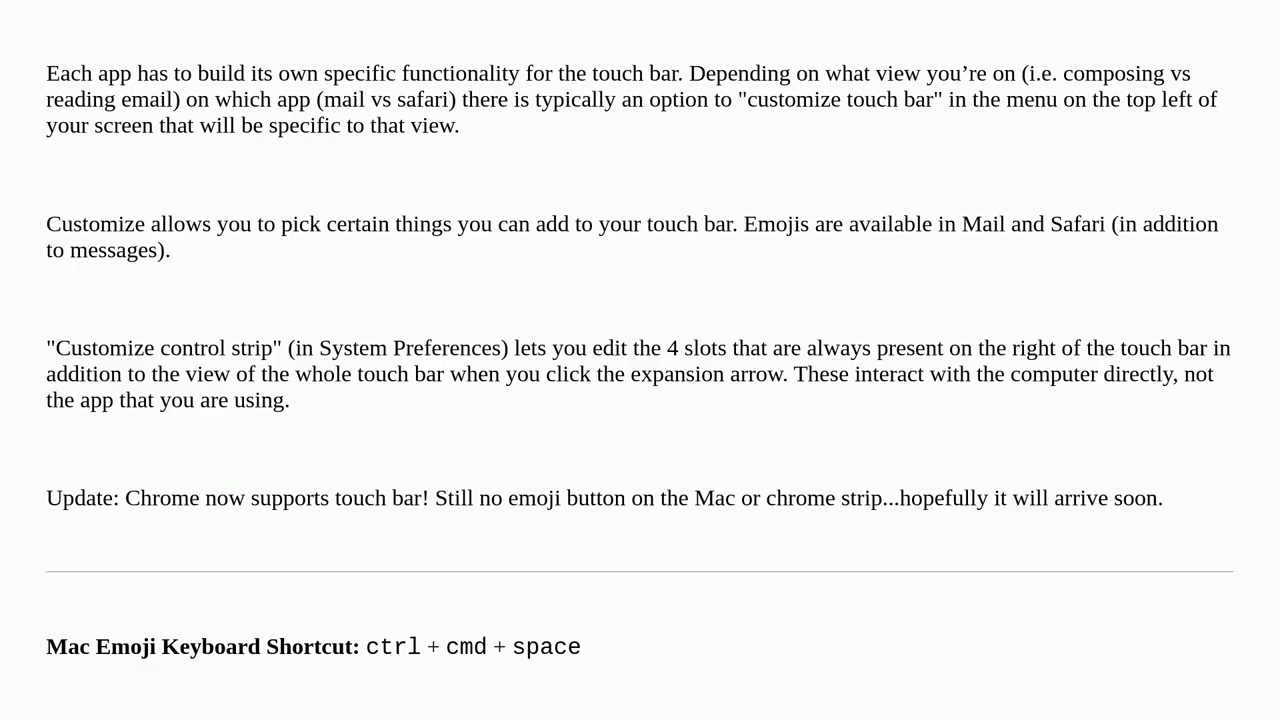 Each app has to build its own specific functionality for the touch bar. Depending on what view you’re on (i.e. composing vs
reading email) on which app (mail vs safari) there is typically an option to "customize touch bar" in the menu on the top left of
your screen that will be specific to that view.
Customize allows you to pick certain things you can add to your touch bar. Emojis are available in Mail and Safari (in addition
to messages).
"Customize control strip" (in System Preferences) lets you edit the 4 slots that are always present on the right of the touch bar in
addition to the view of the whole touch bar when you click the expansion arrow. These interact with the computer directly, not
the app that you are using.
Update: Chrome now supports touch bar! Still no emoji button on the Mac or chrome strip...hopefully it will arrive soon.
Mac Emoji Keyboard Shortcut: ctrl + cmd + space